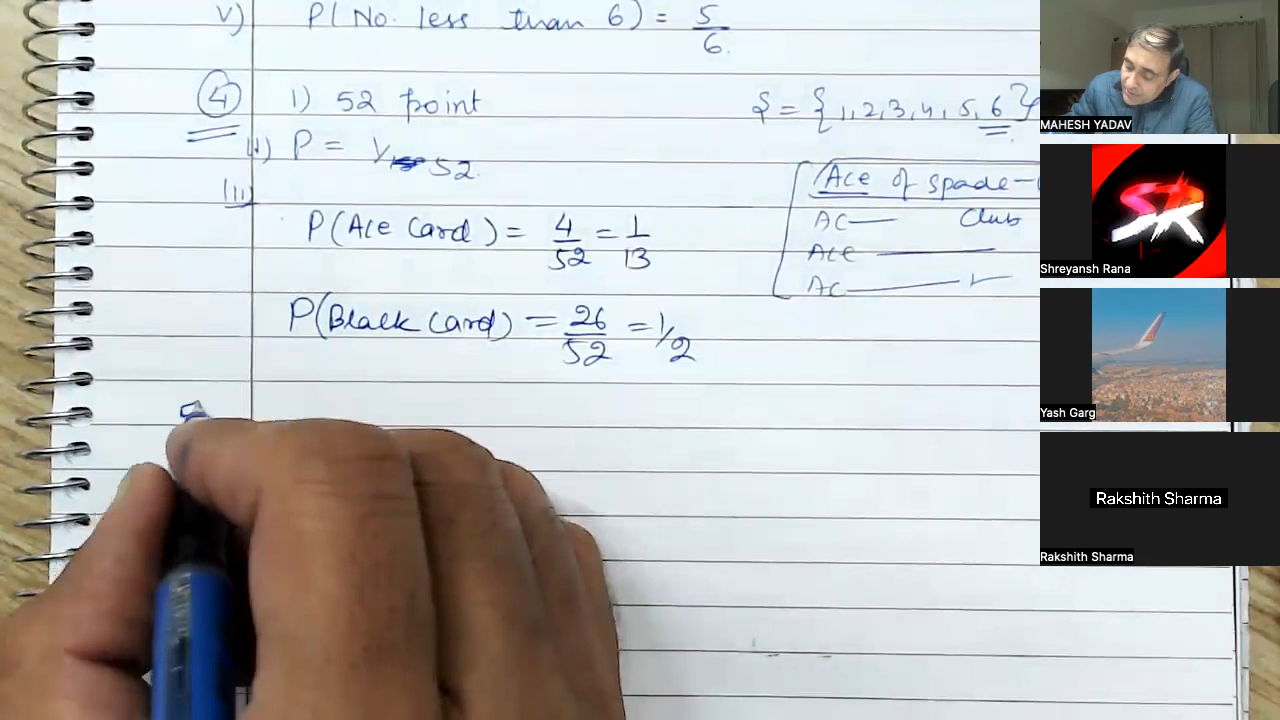 v) P(No. less than 6) = 5/6.
4 1) 52 point
S = { 1, 2, 3, 4, 5, 6 }
ii) P = 1/52.
iii
P(Ace Card) = 4/52 = 1/13
Ace of spade
AC Club
Ace
AC
P(Black Card) = 26/52 = 1/2
MAHESH YADAV
SR
Shreyansh Rana
Yash Garg
Rakshith Sharma
Rakshith Sharma